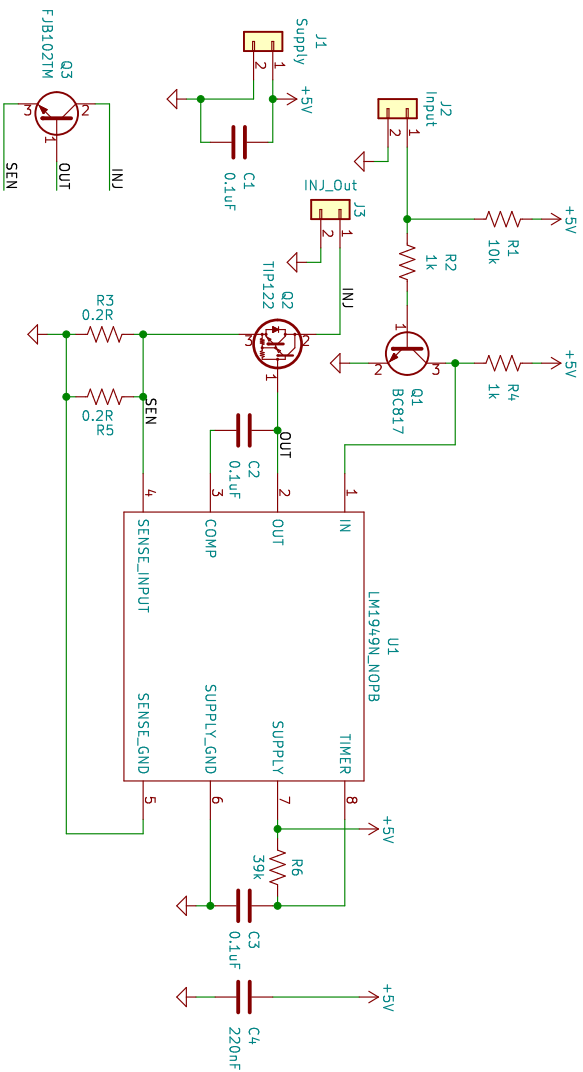 J1
Supply
1
2
+5V
C1
0.1uF
Q3
FJB102TM
3
2
1
SEN
OUT
INJ
J2
Input
1
2
+5V
R1
10k
R2
1k
J3
INJ_Out
1
2
INJ
Q2
TIP122
3
2
1
Q1
BC817
1
2
3
+5V
R4
1k
R3
0.2R
0.2R
R5
SEN
OUT
C2
0.1uF
4
3
2
1
SENSE_INPUT
COMP
OUT
IN
U1
LM1949N_NOPB
SENSE_GND
SUPPLY_GND
SUPPLY
TIMER
5
6
7
8
+5V
R6
39k
C3
0.1uF
+5V
C4
220nF